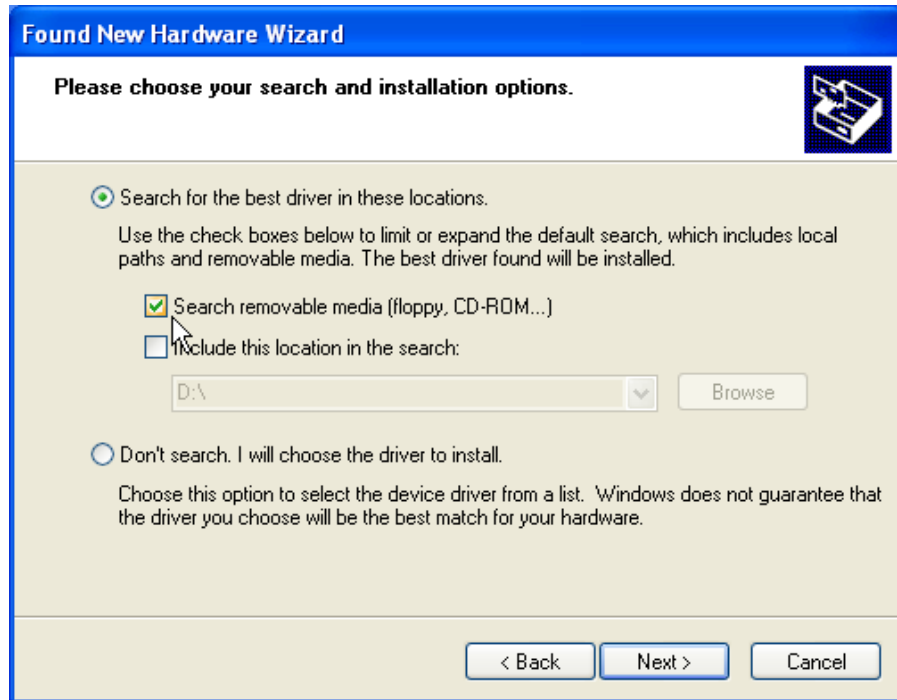 Found New Hardware Wizard
Please choose your search and installation options.
Search for the best driver in these locations.
Use the check boxes below to limit or expand the default search, which includes local
paths and removable media. The best driver found will be installed.
Search removable media (floppy, CD-ROM...)
Include this location in the search:
D:\
Browse
Don't search. I will choose the driver to install.
Choose this option to select the device driver from a list.  Windows does not guarantee that
the driver you choose will be the best match for your hardware.
< Back
Next >
Cancel